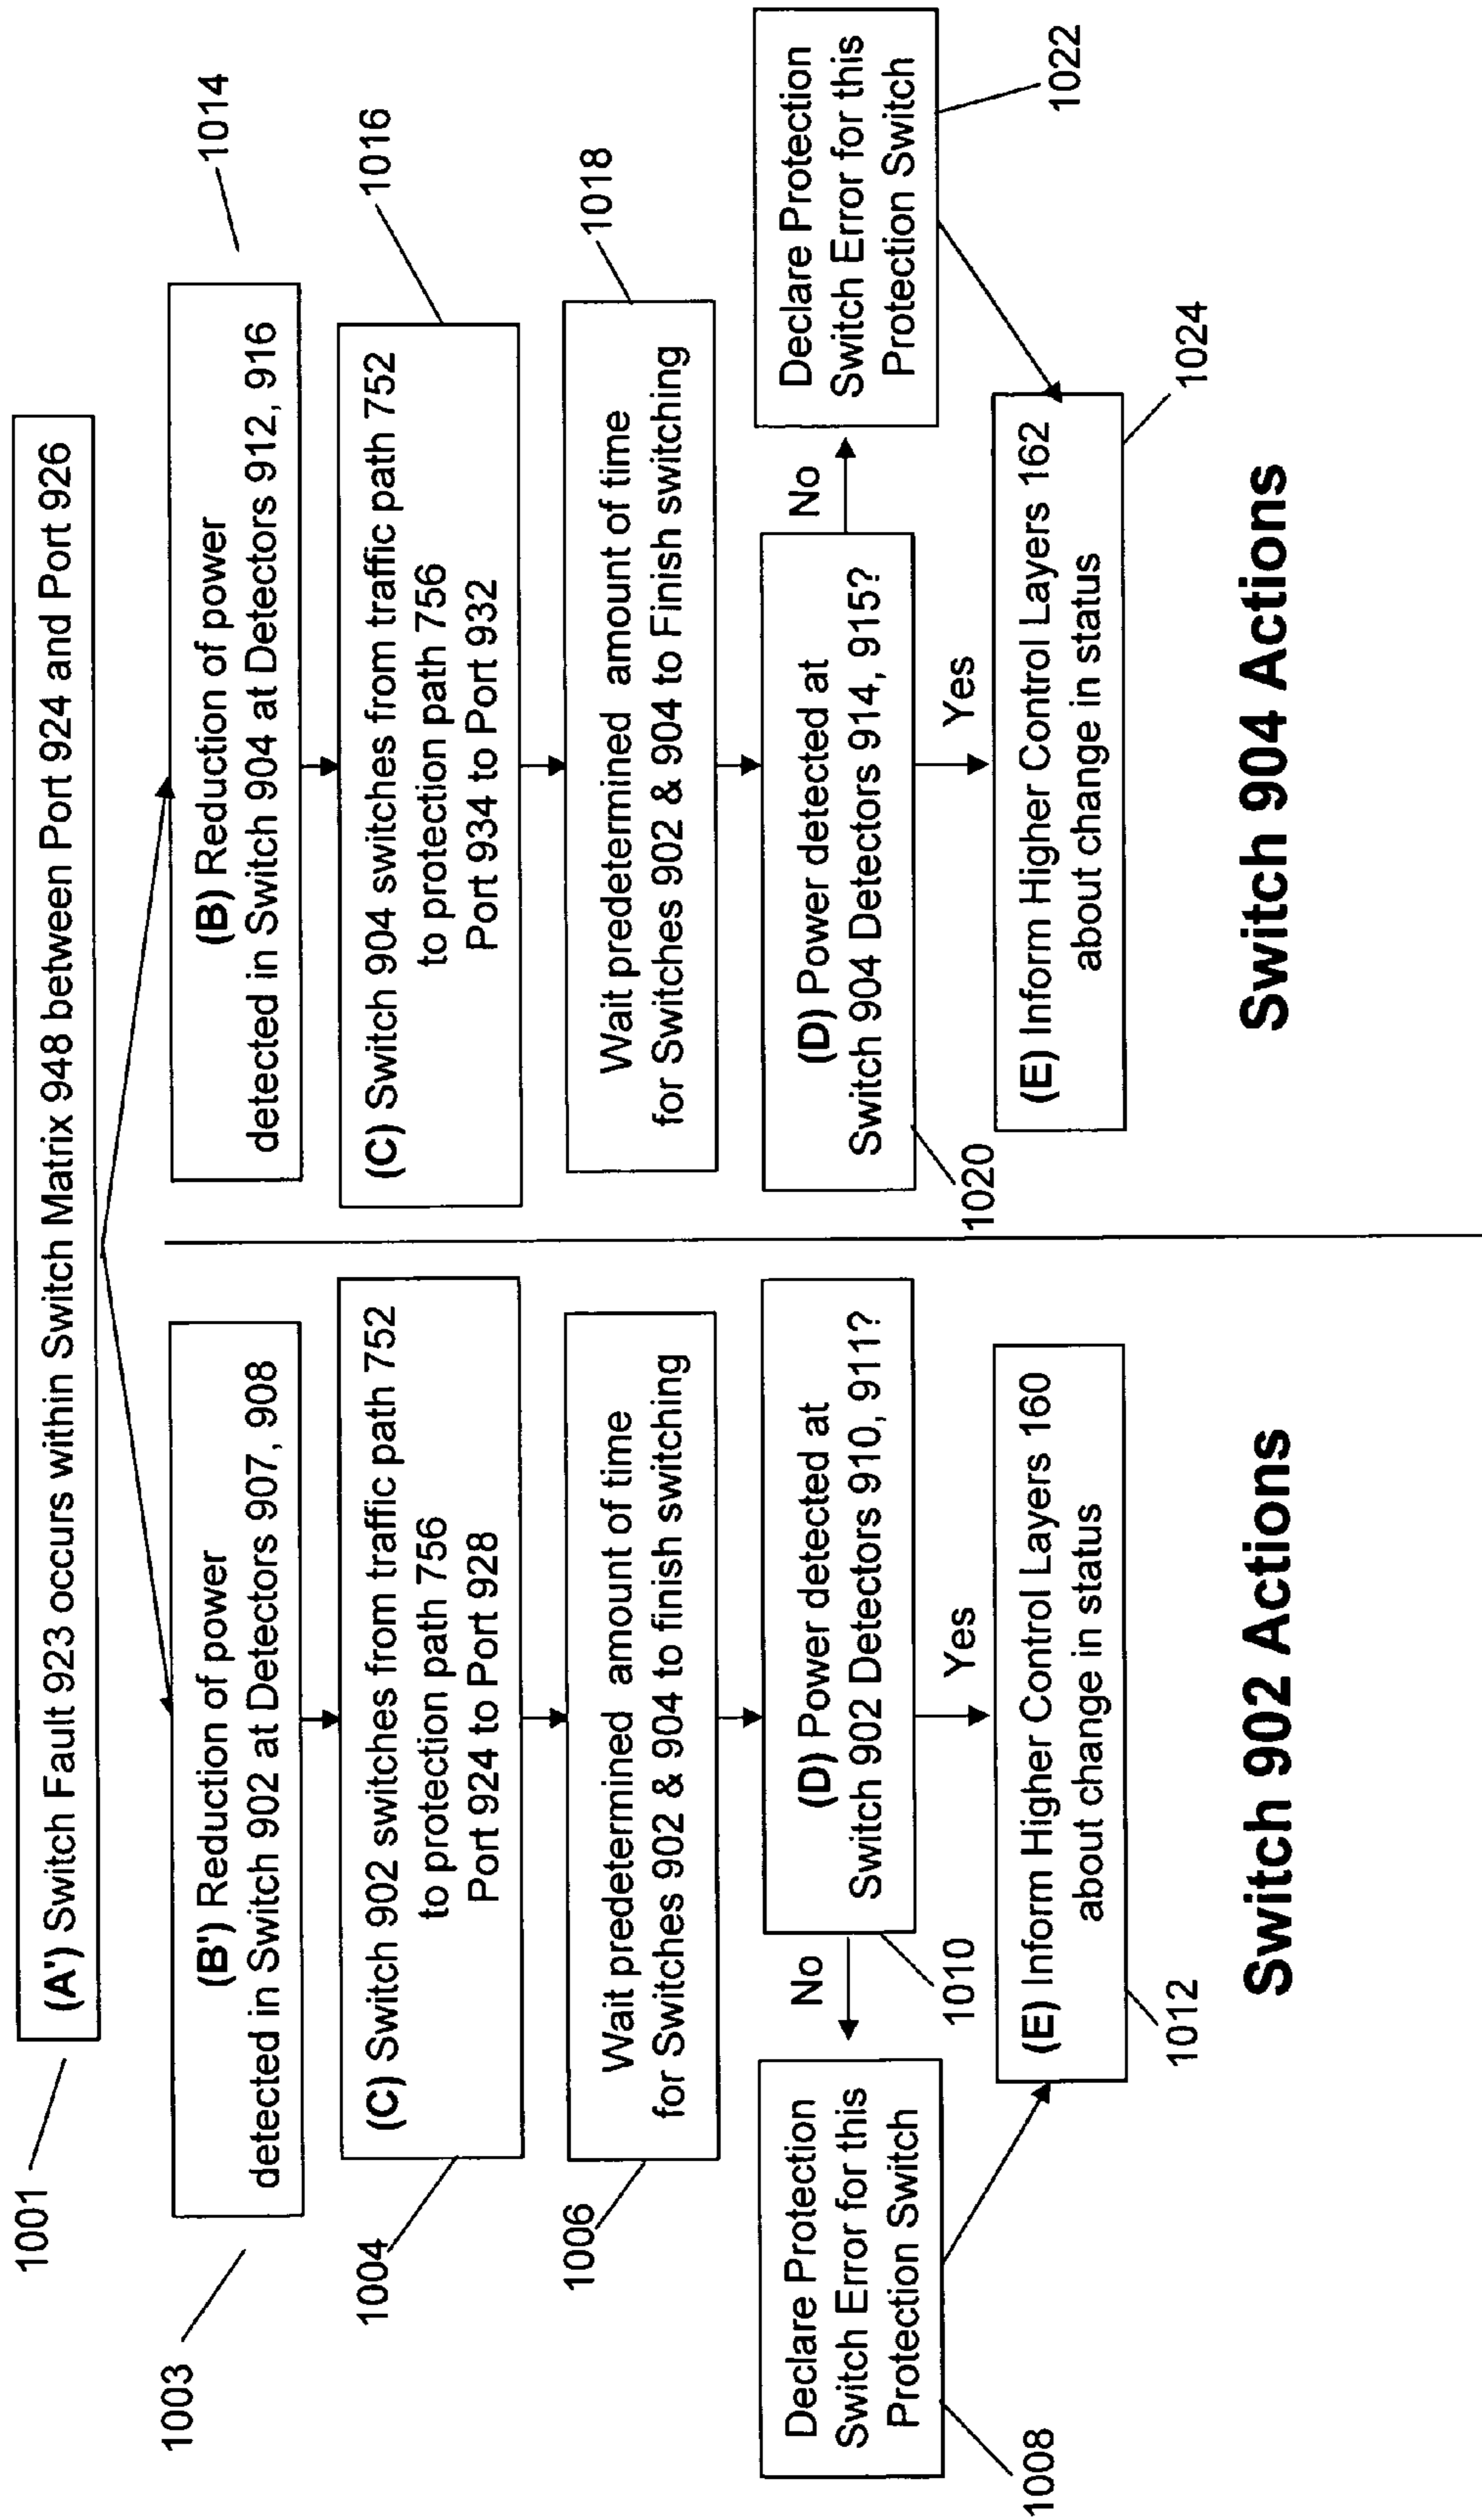 1001
(A') Switch Fault 923 occurs within Switch Matrix 948 between Port 924 and Port 926
1003
(B') Reduction of power
detected in Switch 902 at Detectors 907, 908
1004
(C) Switch 902 switches from traffic path 752
to protection path 756
Port 924 to Port 928
1006
Wait predetermined amount of time
for Switches 902 & 904 to finish switching
(D) Power detected at
Switch 902 Detectors 910, 911?
1010
No
Declare Protection
Switch Error for this
Protection Switch
1008
Yes
(E) Inform Higher Control Layers 160
about change in status
1012
Switch 902 Actions
1014
(B) Reduction of power
detected in Switch 904 at Detectors 912, 916
1016
(C) Switch 904 switches from traffic path 752
to protection path 756
Port 934 to Port 932
1018
Wait predetermined amount of time
for Switches 902 & 904 to Finish switching
(D) Power detected at
Switch 904 Detectors 914, 915?
1020
No
Declare Protection
Switch Error for this
Protection Switch
1022
Yes
(E) Inform Higher Control Layers 162
about change in status
1024
Switch 904 Actions